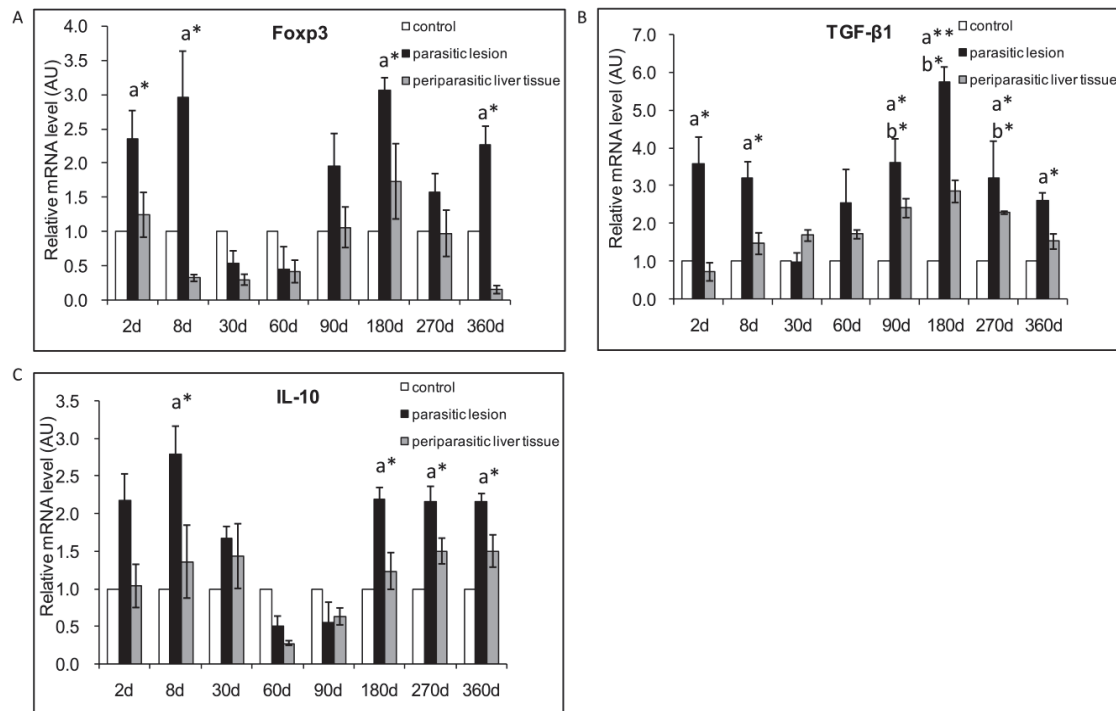 A
Foxp3
control
parasitic lesion
periparasitic liver tissue
Relative mRNA level (AU)
4.0
3.5
3.0
2.5
2.0
1.5
1.0
0.5
0.0
a*
a*
a*
a*
2d 8d 30d 60d 90d 180d 270d 360d
B
TGF-β1
control
parasitic lesion
periparasitic liver tissue
Relative mRNA level (AU)
7.0
6.0
5.0
4.0
3.0
2.0
1.0
0.0
a*
a*
a*
b*
a**
b*
a*
b*
a*
2d 8d 30d 60d 90d 180d 270d 360d
C
IL-10
control
parasitic lesion
periparasitic liver tissue
Relative mRNA level (AU)
3.5
3.0
2.5
2.0
1.5
1.0
0.5
0.0
a*
a*
a*
a*
2d 8d 30d 60d 90d 180d 270d 360d